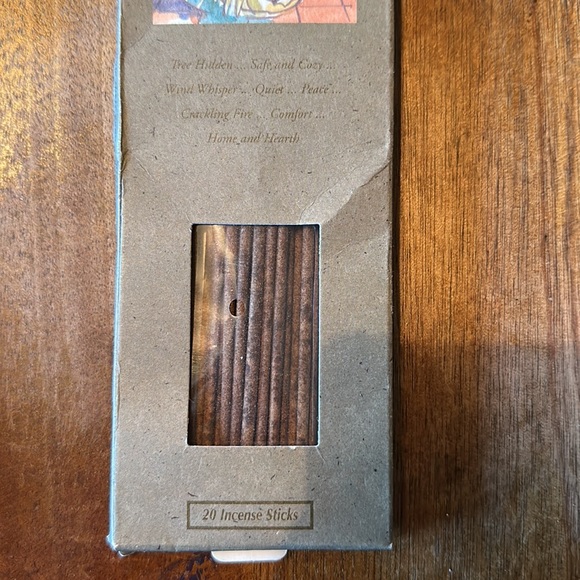 Tree Hidden ... Safe and Cozy ...
Wind Whisper ... Quiet ... Peace ...
Crackling Fire ... Comfort ...
Home and Hearth
20 Incense Sticks